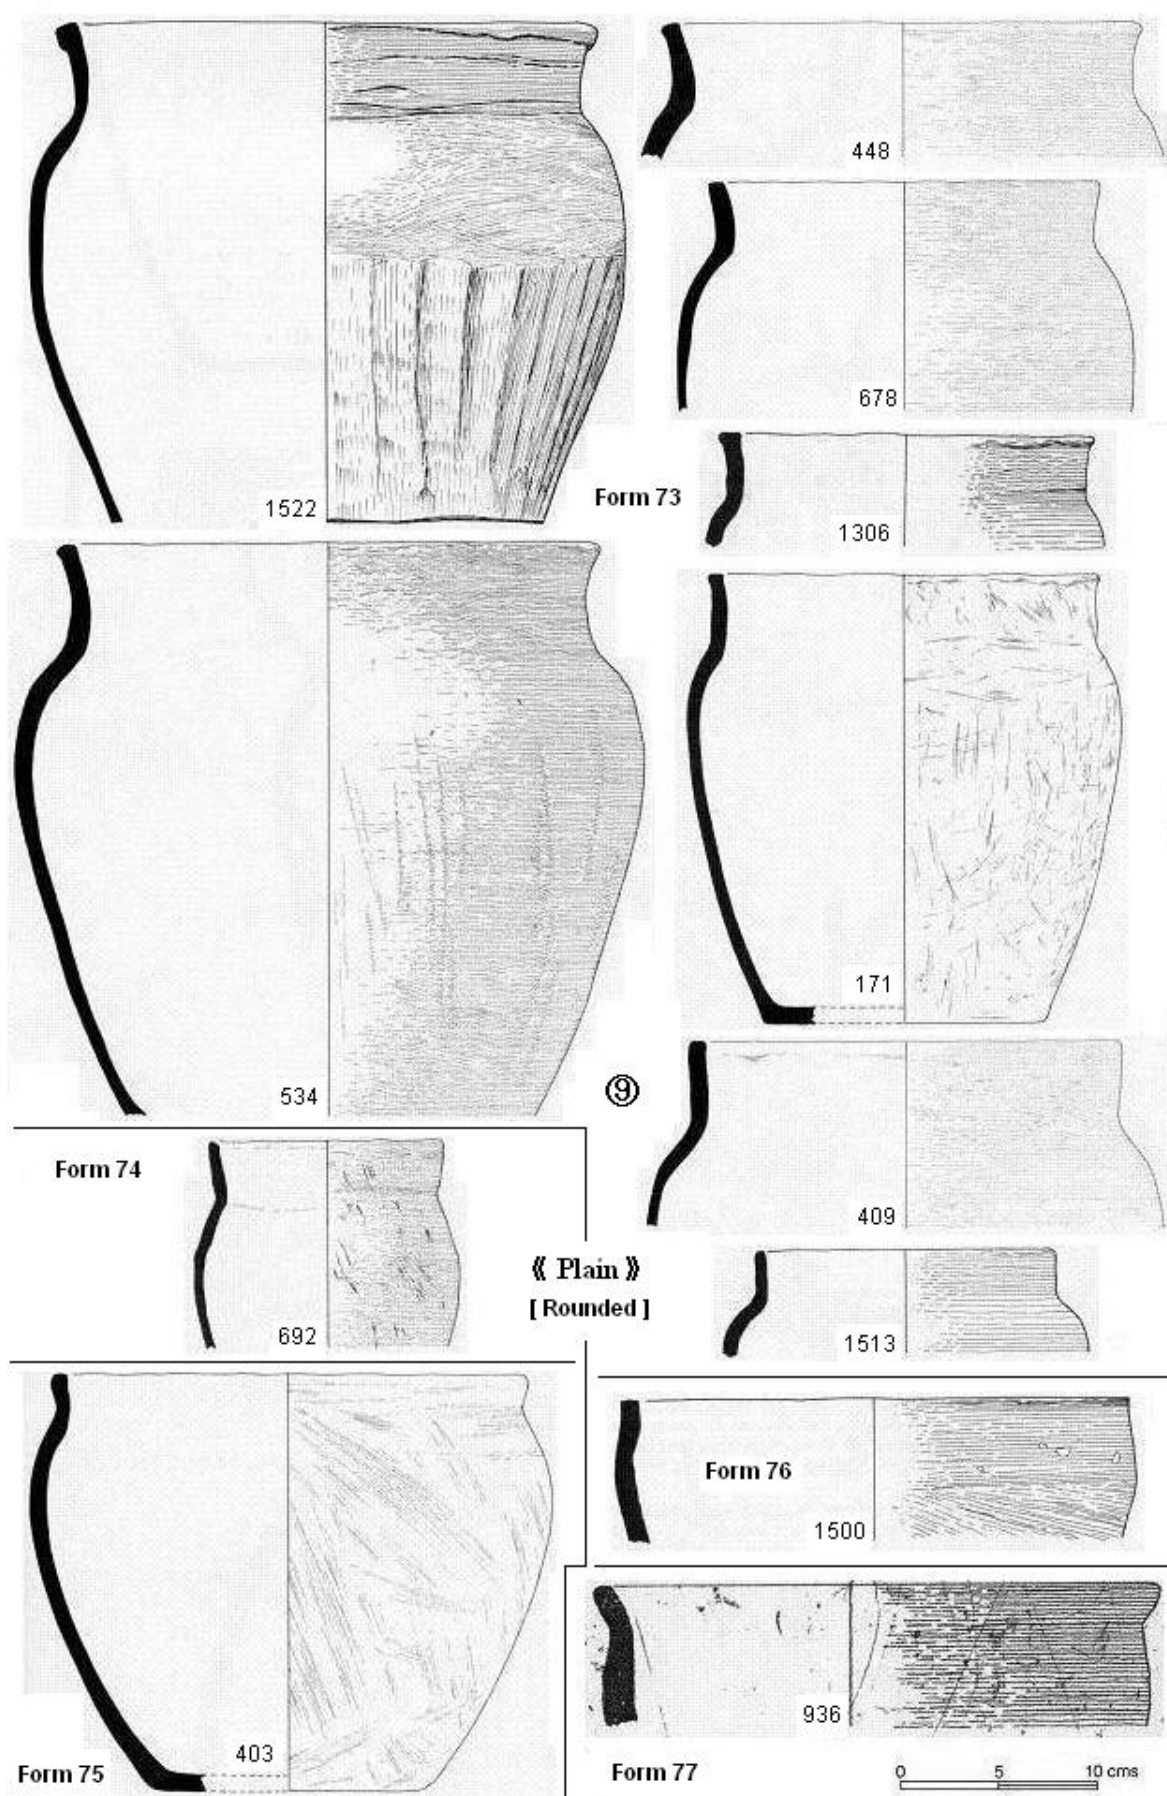 448
678
1522
Form 73
1306
171
534
⑨
Form 74
409
692
⟪ Plain ⟫
[ Rounded ]
1513
Form 76
1500
936
403
Form 75
Form 77
0 5 10 cms